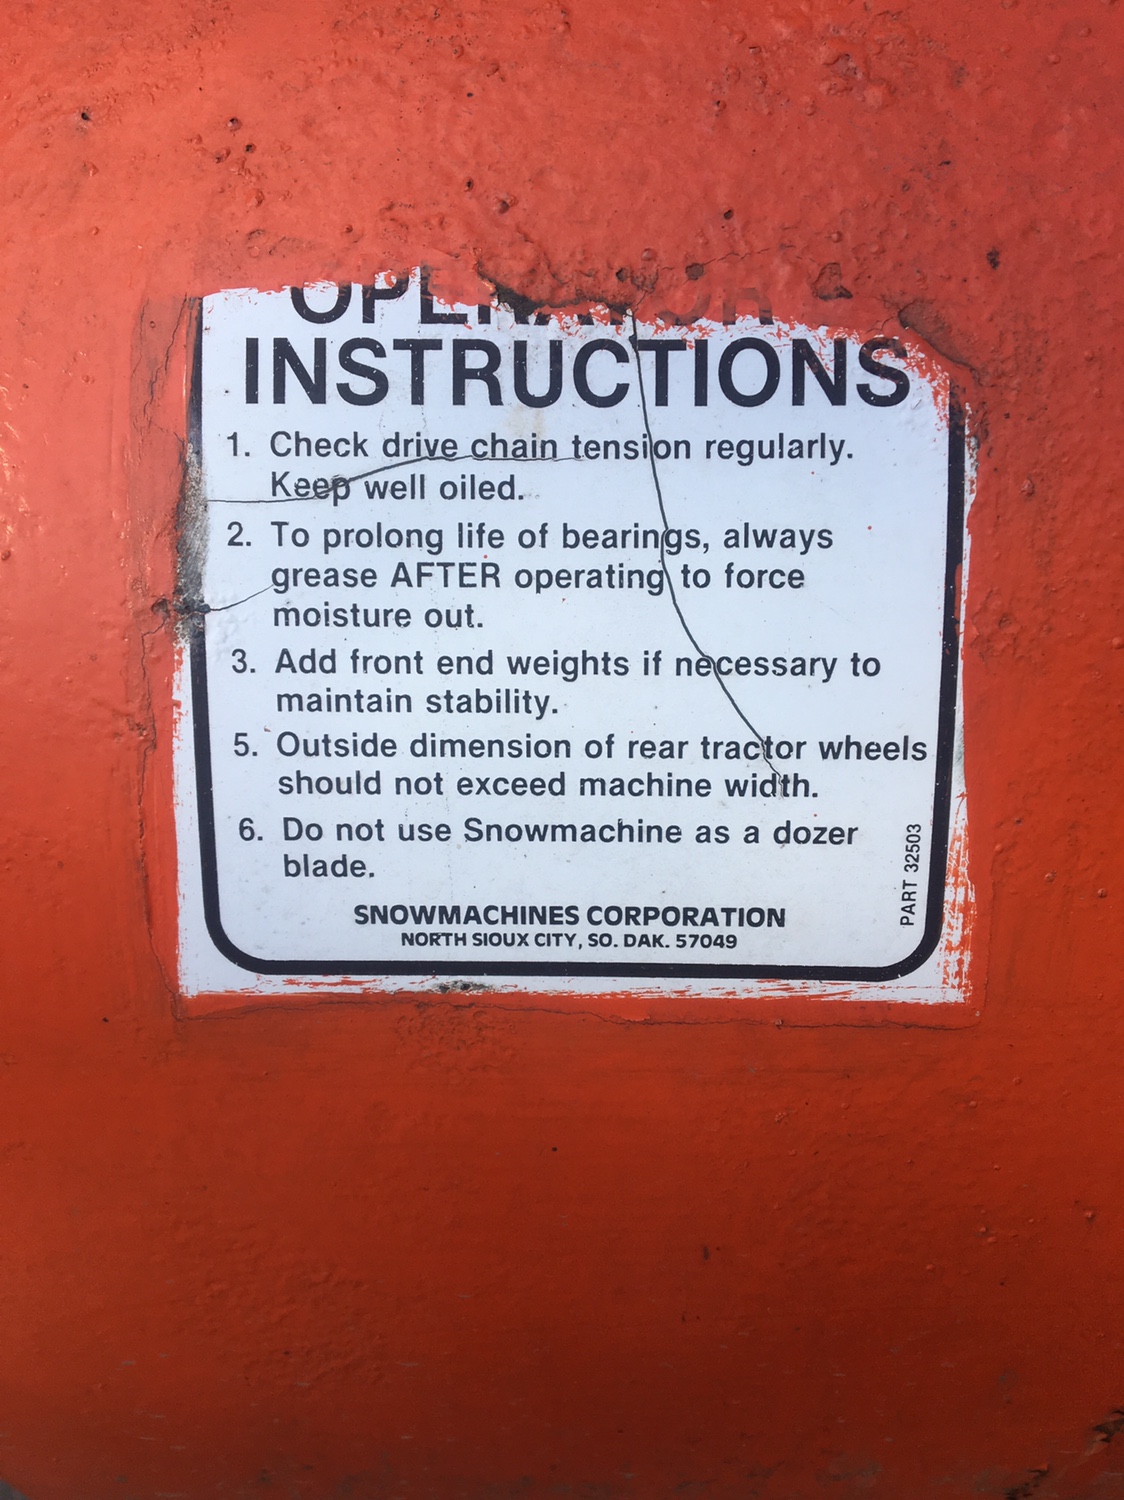 OPERATOR
INSTRUCTIONS
1. Check drive chain tension regularly.
Keep well oiled.
2. To prolong life of bearings, always
grease AFTER operating to force
moisture out.
3. Add front end weights if necessary to
maintain stability.
5. Outside dimension of rear tractor wheels
should not exceed machine width.
6. Do not use Snowmachine as a dozer
blade.
PART 32503
SNOWMACHINES CORPORATION
NORTH SIOUX CITY, SO. DAK. 57049